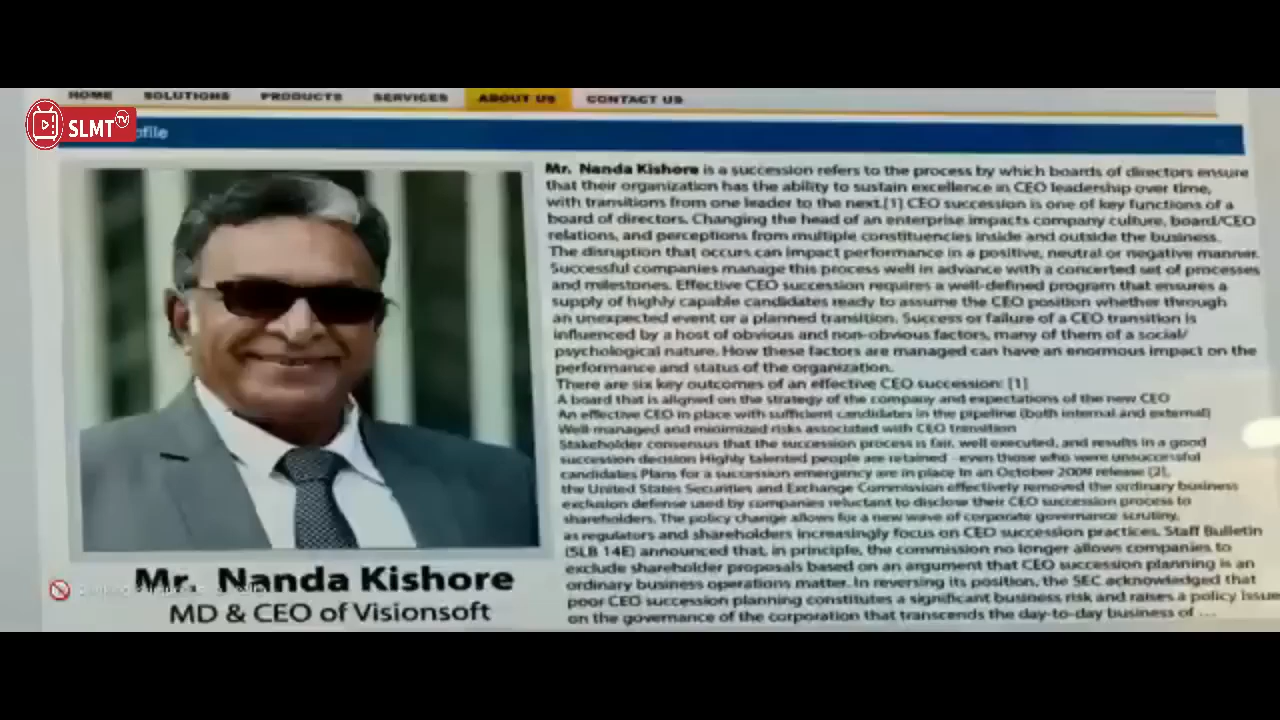 HOME SOLUTIONS PRODUCTS SERVICES ABOUT US CONTACT US
SLMT TV
ofile
Mr. Nanda Kishore is a succession refers to the process by which boards of directors ensure
that their organization has the ability to sustain excellence in CEO leadership over time,
with transitions from one leader to the next.[1] CEO succession is one of key functions of a
board of directors. Changing the head of an enterprise impacts company culture, board/CEO
relations, and perceptions from multiple constituencies inside and outside the business.
The disruption that occurs can impact performance in a positive, neutral or negative manner.
Successful companies manage this process well in advance with a concerted set of processes
and milestones. Effective CEO succession requires a well-defined program that ensures a
supply of highly capable candidates ready to assume the CEO position whether through
an unexpected event or a planned transition. Success or failure of a CEO transition is
influenced by a host of obvious and non-obvious factors, many of them of a social/
psychological nature. How these factors are managed can have an enormous impact on the
performance and status of the organization.
There are six key outcomes of an effective CEO succession: [1]
A board that is aligned on the strategy of the company and expectations of the new CEO
An effective CEO in place with sufficient candidates in the pipeline (both internal and external)
Well-managed and minimized risks associated with CEO transition
Stakeholder consensus that the succession process is fair, well executed, and results in a good
succession decision Highly talented people are retained - even those who were unsuccessful
candidates Plans for a succession emergency are in place In an October 2009 release [2],
the United States Securities and Exchange Commission effectively removed the ordinary business
exclusion defense used by companies reluctant to disclose their CEO succession process to
shareholders. The policy change allows for a new wave of corporate governance scrutiny,
as regulators and shareholders increasingly focus on CEO succession practices. Staff Bulletin
(SLB 14E) announced that, in principle, the commission no longer allows companies to
exclude shareholder proposals based on an argument that CEO succession planning is an
ordinary business operations matter. In reversing its position, the SEC acknowledged that
poor CEO succession planning constitutes a significant business risk and raises a policy issue
on the governance of the corporation that transcends the day-to-day business of ...
Mr. Nanda Kishore
MD & CEO of Visionsoft